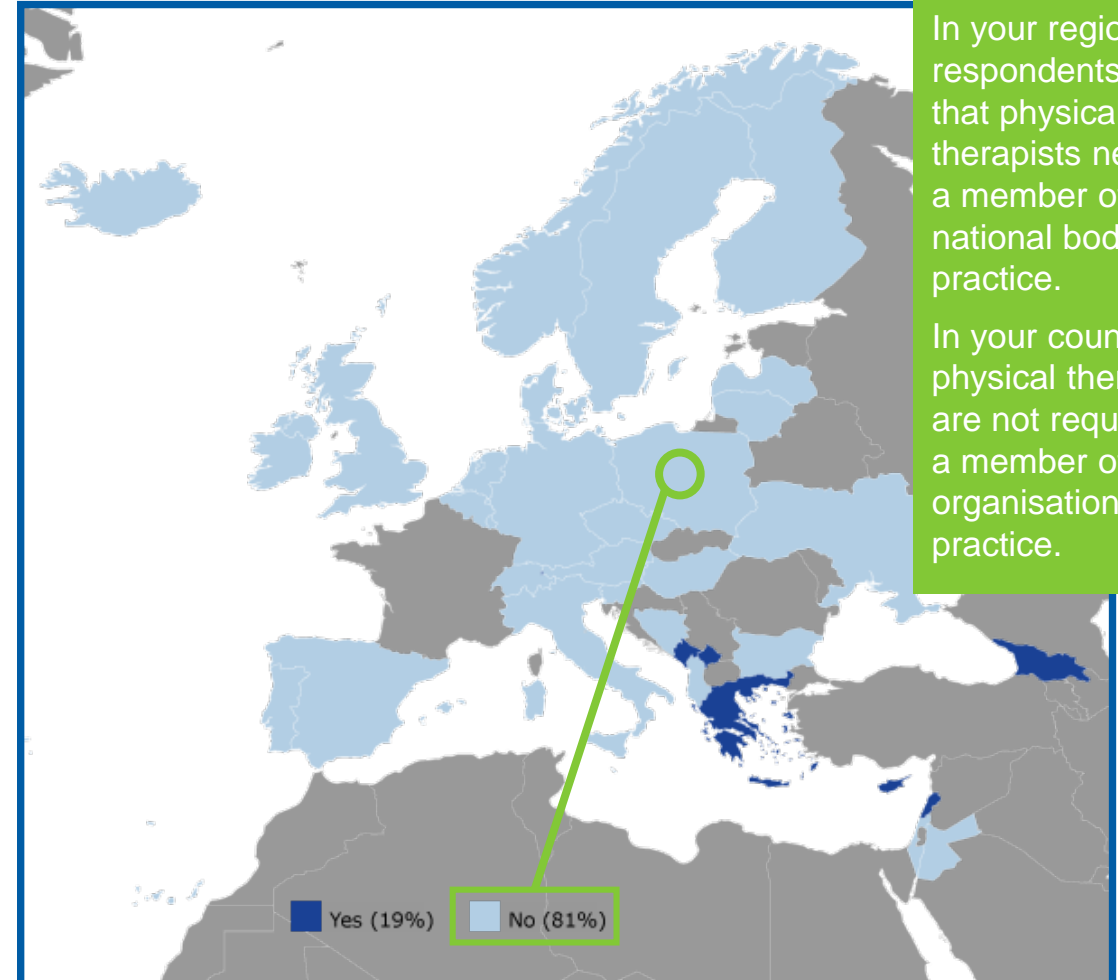 In your regio
respondents
that physica
therapists ne
a member o
national bod
practice.
In your coun
physical ther
are not requ
a member o
organisation
practice.
Yes (19%) No (81%)